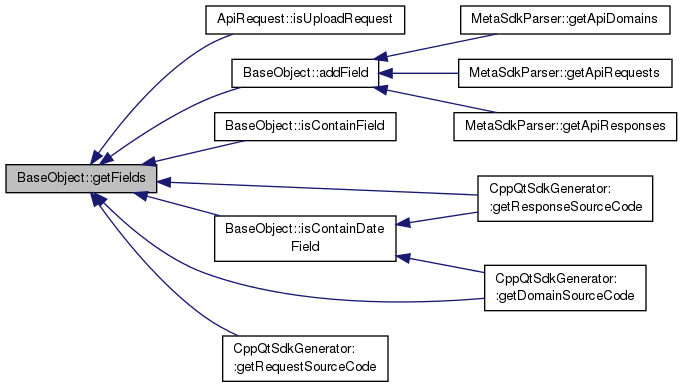 ApiRequest::isUploadRequest
MetaSdkParser::getApiDomains
BaseObject::addField
MetaSdkParser::getApiRequests
BaseObject::isContainField
MetaSdkParser::getApiResponses
BaseObject::getFields
CppQtSdkGenerator:
:getResponseSourceCode
BaseObject::isContainDate
Field
CppQtSdkGenerator:
:getDomainSourceCode
CppQtSdkGenerator:
:getRequestSourceCode